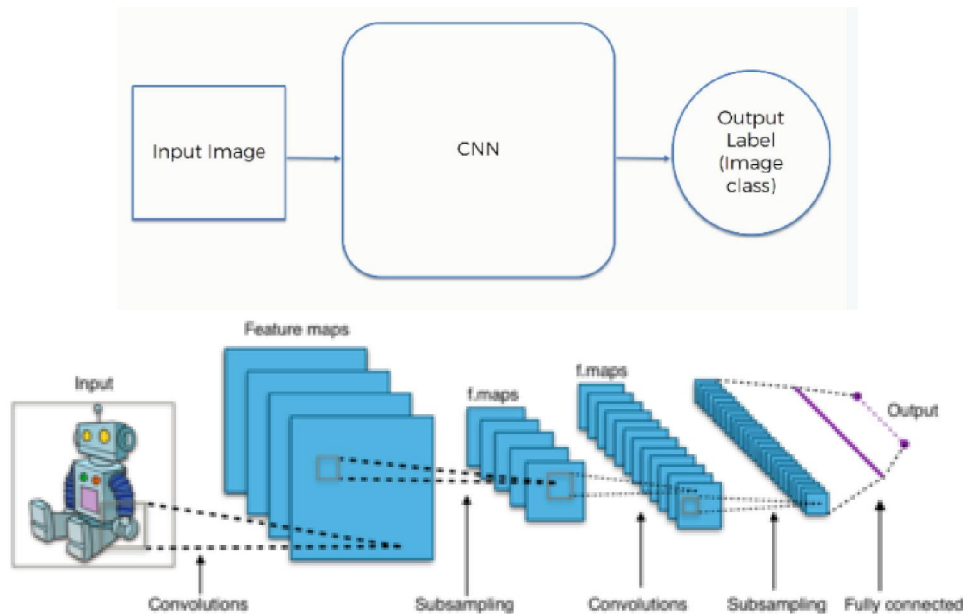 Input Image
CNN
Output
Label
(Image
class)
Feature maps
Input
f.maps
f.maps
Output
Convolutions
Subsampling
Convolutions
Subsampling
Fully connected